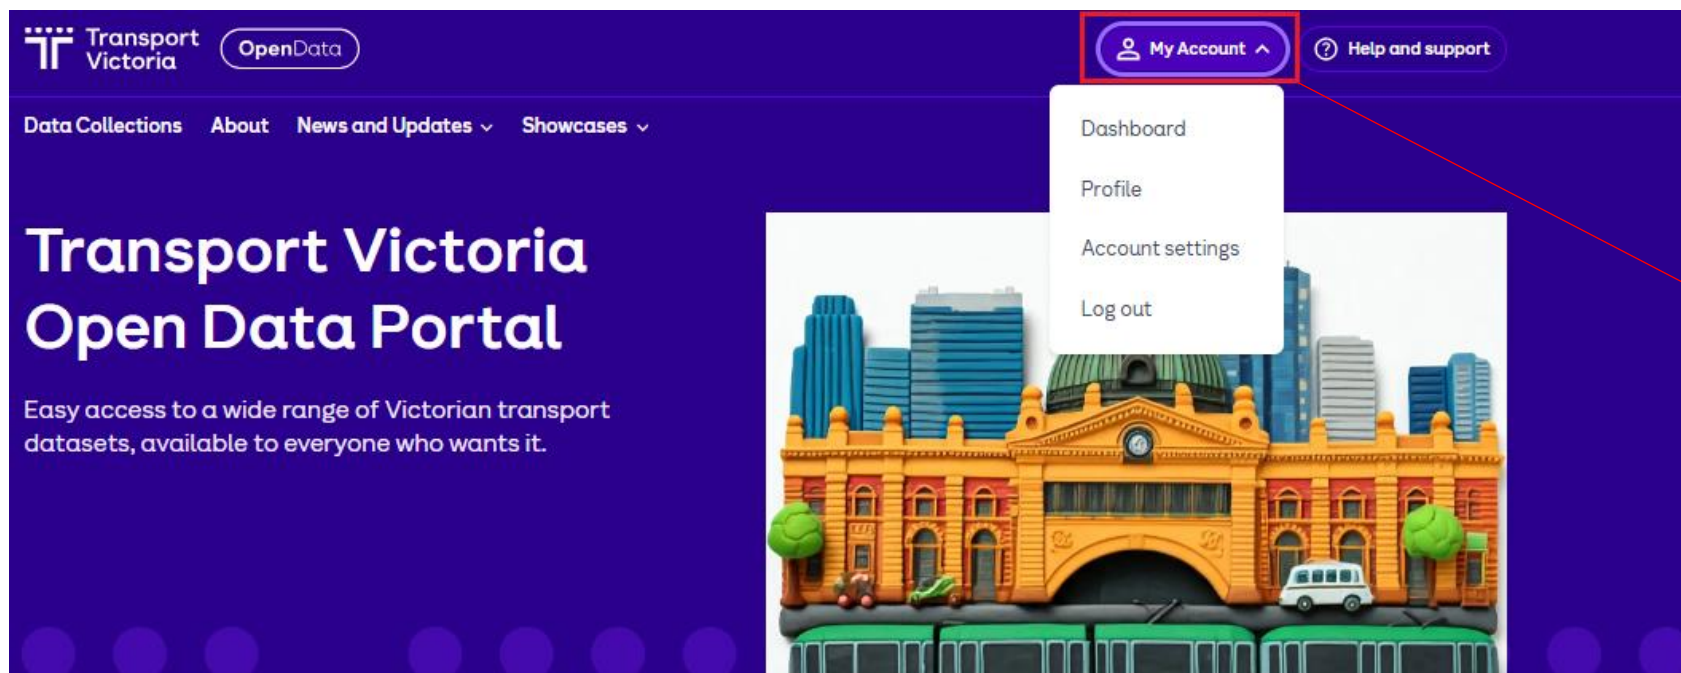 Transport
Victoria
OpenData
My Account
Help and support
Data Collections
About
News and Updates
Showcases
Dashboard
Profile
Account settings
Log out
Transport Victoria
Open Data Portal
Easy access to a wide range of Victorian transport
datasets, available to everyone who wants it.